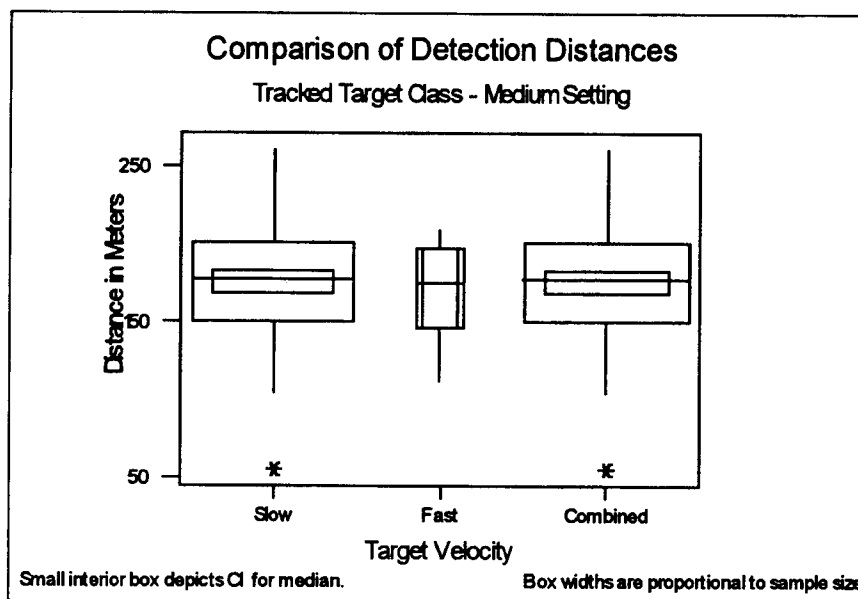 Comparison of Detection Distances
Tracked Target Class - Medium Setting
Distance in Meters
250
150
50
Slow Fast Combined
Target Velocity
Small interior box depicts CI for median. Box widths are proportional to sample size